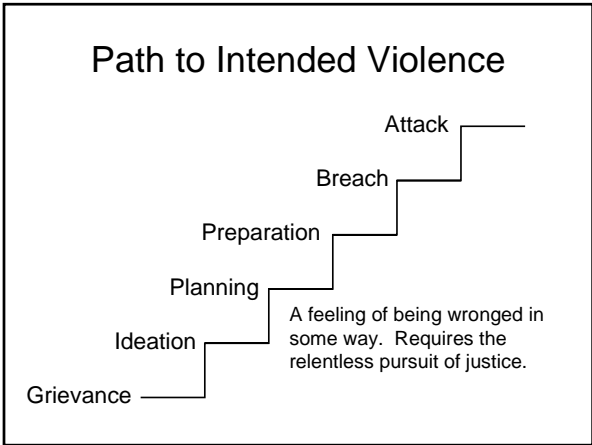 Path to Intended Violence
Attack
Breach
Preparation
Planning
A feeling of being wronged in
some way. Requires the
relentless pursuit of justice.
Ideation
Grievance